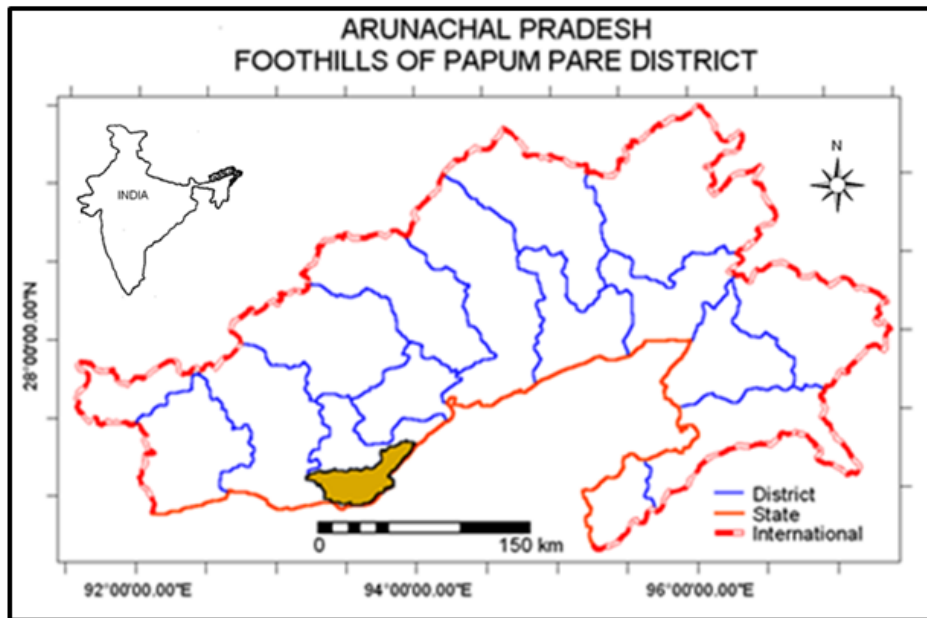 ARUNACHAL PRADESH
FOOTHILLS OF PAPUM PARE DISTRICT
INDIA
N
28°00'00.00"N
District
State
International
0 150 km
92°00'00.00"E 94°00'00.00"E 96°00'00.00"E